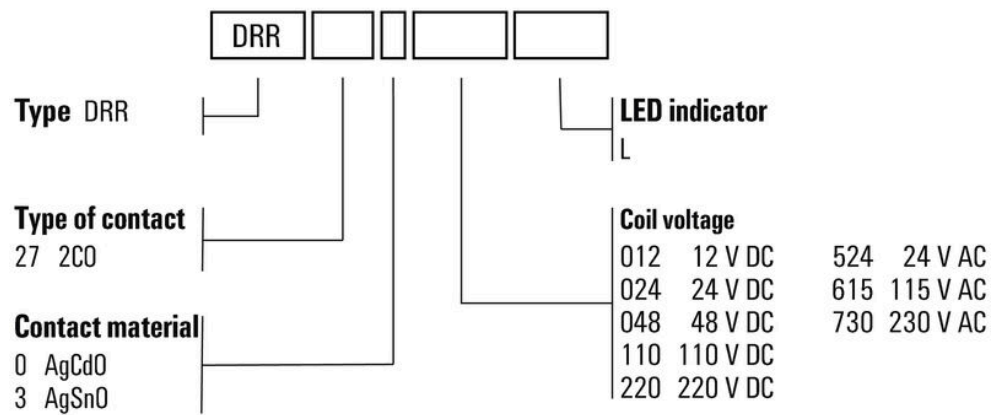 DRR
Type DRR
Type of contact
27 2CO
Contact material
0 AgCdO
3 AgSnO
LED indicator
L
Coil voltage
012 12 V DC 524 24 V AC
024 24 V DC 615 115 V AC
048 48 V DC 730 230 V AC
110 110 V DC
220 220 V DC